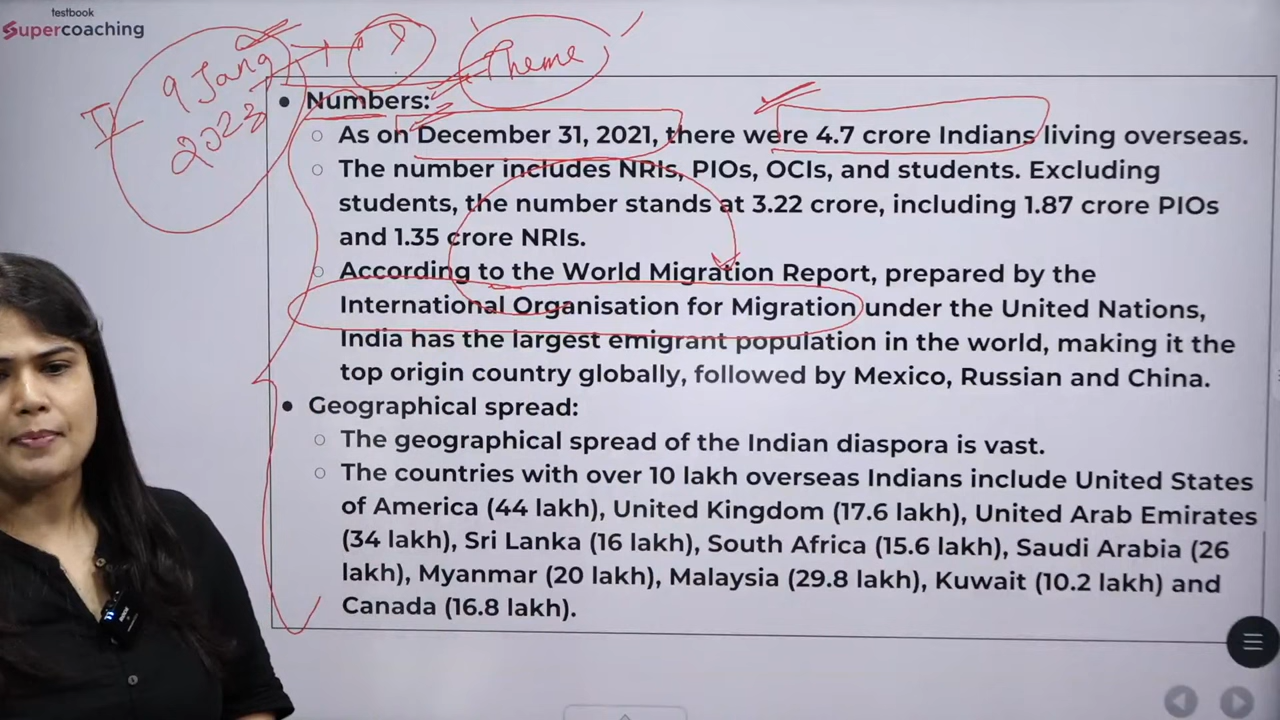 testbook
Supercoaching
9 Jan
2023
?
Theme
Numbers:
As on December 31, 2021, there were 4.7 crore Indians living overseas.
The number includes NRIs, PIOs, OCIs, and students. Excluding
students, the number stands at 3.22 crore, including 1.87 crore PIOs
and 1.35 crore NRIs.
According to the World Migration Report, prepared by the
International Organisation for Migration under the United Nations,
India has the largest emigrant population in the world, making it the
top origin country globally, followed by Mexico, Russian and China.
Geographical spread:
The geographical spread of the Indian diaspora is vast.
The countries with over 10 lakh overseas Indians include United States
of America (44 lakh), United Kingdom (17.6 lakh), United Arab Emirates
(34 lakh), Sri Lanka (16 lakh), South Africa (15.6 lakh), Saudi Arabia (26
lakh), Myanmar (20 lakh), Malaysia (29.8 lakh), Kuwait (10.2 lakh) and
Canada (16.8 lakh).